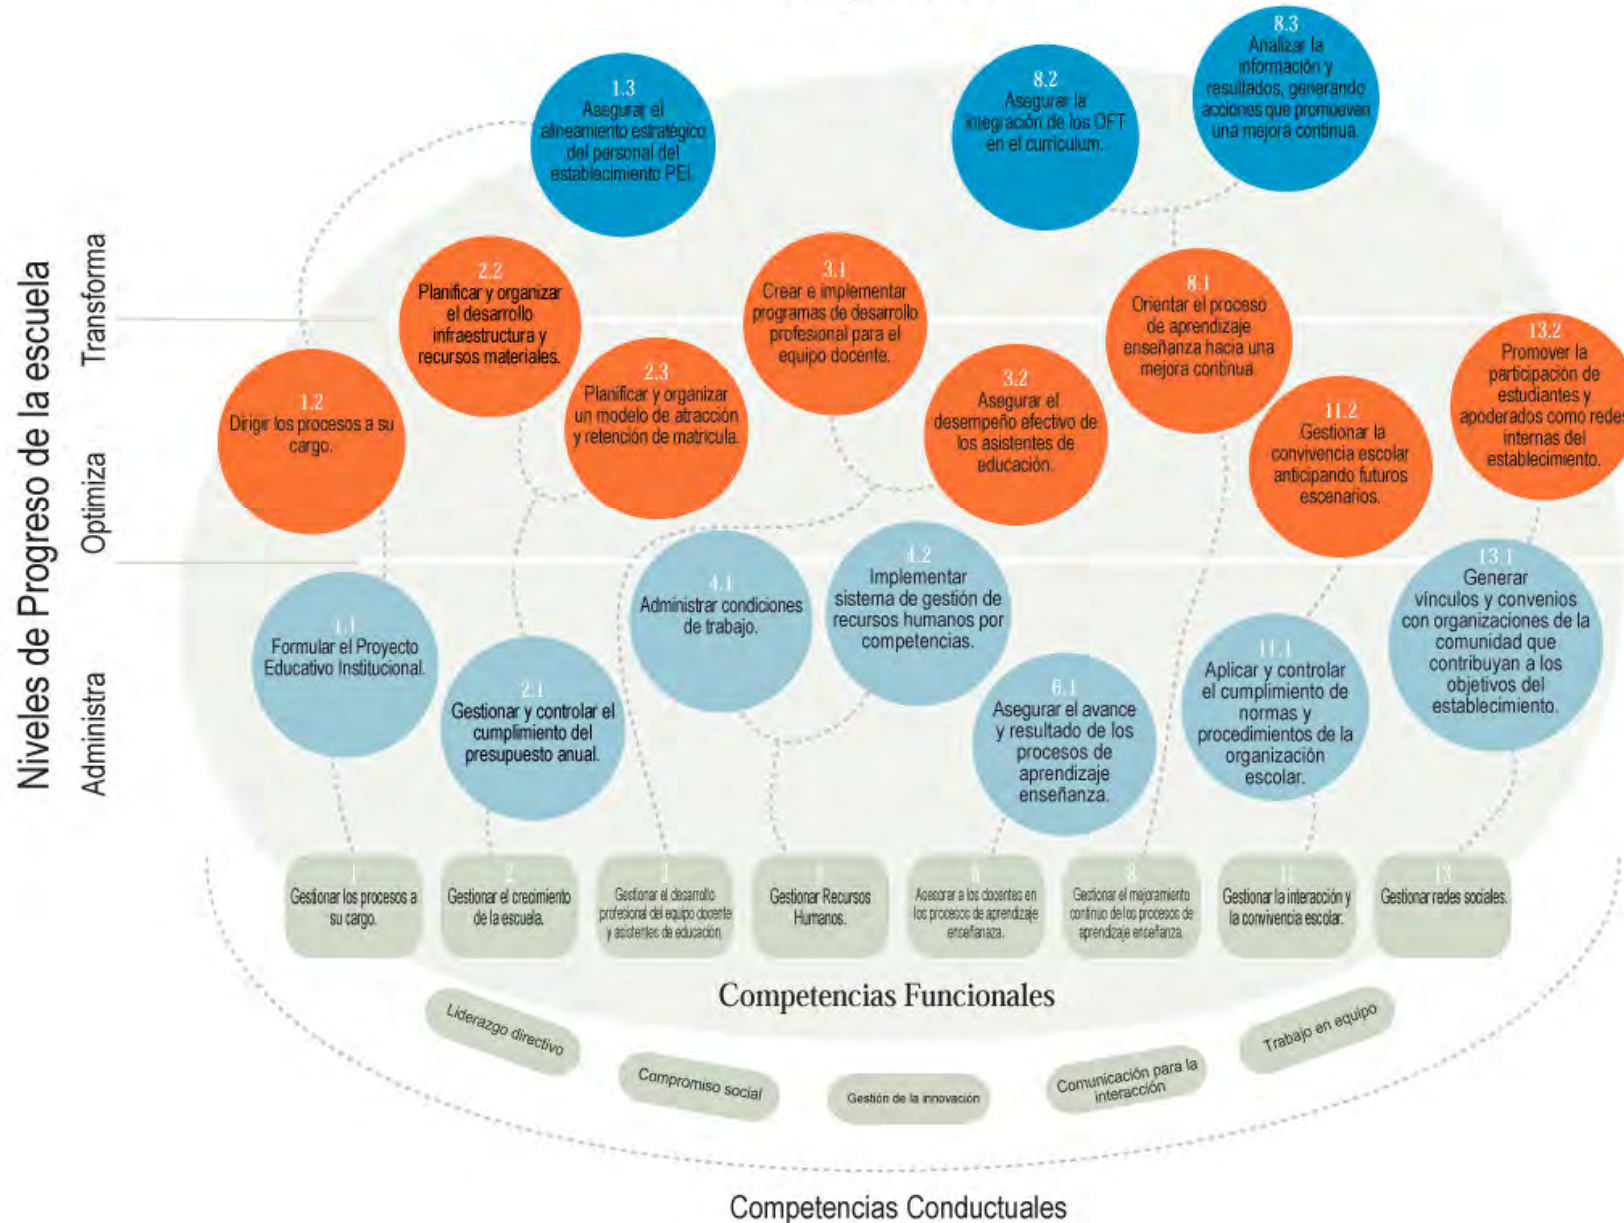 8.3
Analizar la
información y
resultados, generando
acciones que promuevan
una mejora continua.
1.3
Asegurar el
alineamiento estratégico
del personal del
establecimiento PEI.
8.2
Asegurar la
integración de los OFT
en el curriculum.
Niveles de Progreso de la escuela
Transforma
Optimiza
Administra
2.2
Planificar y organizar
el desarrollo
infraestructura y
recursos materiales.
3.1
Crear e implementar
programas de desarrollo
profesional para el
equipo docente.
8.1
Orientar el proceso
de aprendizaje
enseñanza hacia una
mejora continua.
13.2
Promover la
participación de
estudiantes y
apoderados como redes
internas del
establecimiento.
1.2
Dirigir los procesos a su
cargo.
2.3
Planificar y organizar
un modelo de atracción
y retención de matricula.
3.2
Asegurar el
desempeño efectivo de
los asistentes de
educación.
11.2
Gestionar la
convivencia escolar
anticipando futuros
escenarios.
1.1
Formular el Proyecto
Educativo Institucional.
4.1
Administrar condiciones
de trabajo.
4.2
Implementar
sistema de gestión de
recursos humanos por
competencias.
13.1
Generar
vínculos y convenios
con organizaciones de la
comunidad que
contribuyan a los
objetivos del
establecimiento.
2.1
Gestionar y controlar el
cumplimiento del
presupuesto anual.
6.1
Asegurar el avance
y resultado de los
procesos de
aprendizaje
enseñanza.
11.1
Aplicar y controlar
el cumplimiento de
normas y
procedimientos de la
organización
escolar.
1
Gestionar los procesos a
su cargo.
2
Gestionar el crecimiento
de la escuela.
3
Gestionar el desarrollo
profesional del equipo docente
y asistentes de educación.
Gestionar Recursos
Humanos.
6
Asesorar a los docentes en
los procesos de aprendizaje
enseñanaza.
8
Gestionar el mejoramiento
continuo de los procesos de
aprendizaje enseñanza.
11
Gestionar la interacción y
la convivencia escolar.
13
Gestionar redes sociales.
Competencias Funcionales
Liderazgo directivo
Compromiso social
Gestión de la innovación
Comunicación para la
interacción
Trabajo en equipo
Competencias Conductuales